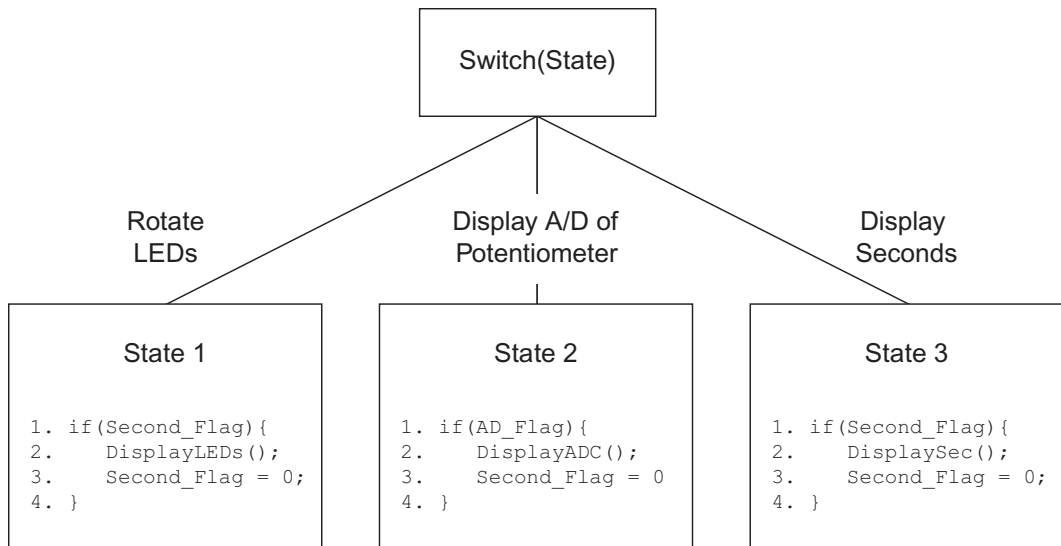 Switch(State)
Rotate
LEDs
Display A/D of
Potentiometer
Display
Seconds
State 1
1. if(Second_Flag){
2.    DisplayLEDs();
3.    Second_Flag = 0;
4. }
State 2
1. if(AD_Flag){
2.    DisplayADC();
3.    Second_Flag = 0
4. }
State 3
1. if(Second_Flag){
2.    DisplaySec();
3.    Second_Flag = 0;
4. }